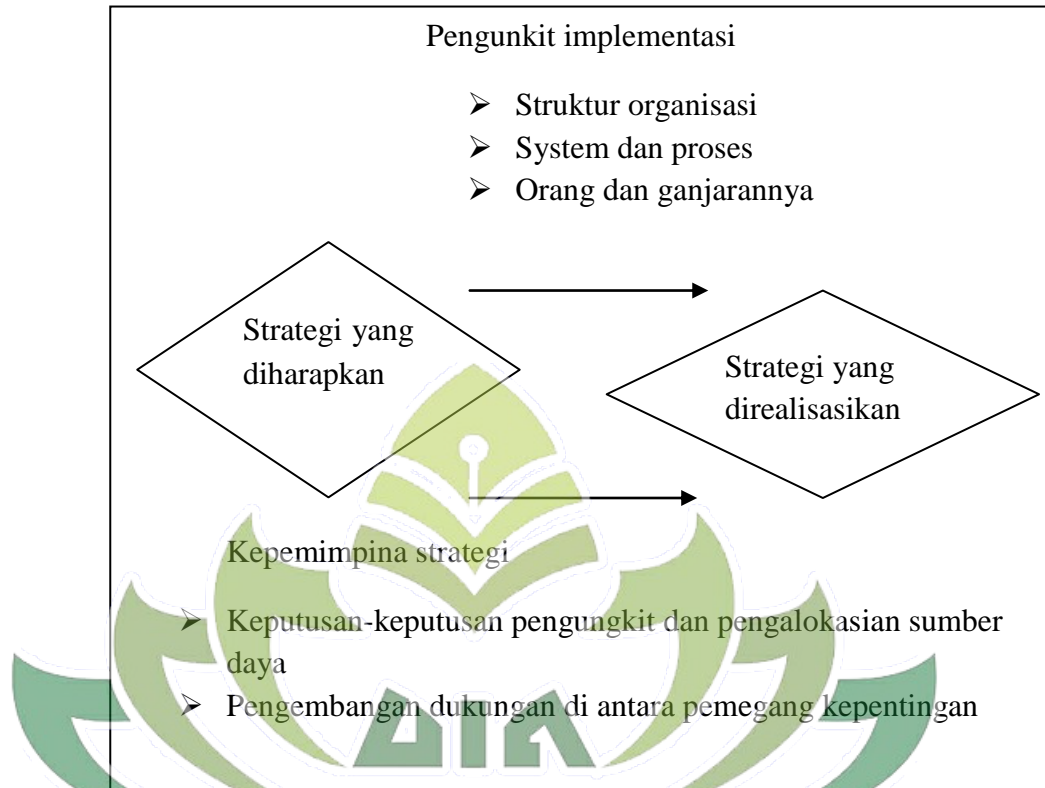 Pengunkit implementasi
➢ Struktur organisasi
➢ System dan proses
➢ Orang dan ganjarannya
Strategi yang
diharapkan
Strategi yang
direalisasikan
Kepemimpina strategi
➢ Keputusan-keputusan pengungkit dan pengalokasian sumber
daya
➢ Pengembangan dukungan di antara pemegang kepentingan